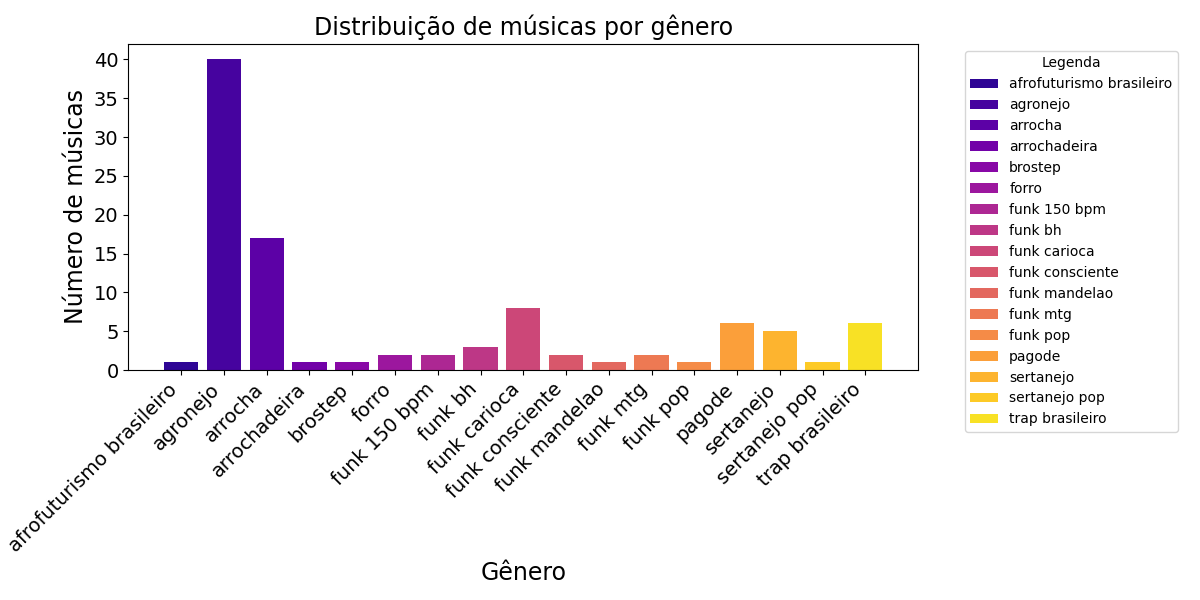 Distribuição de músicas por gênero
Número de músicas
40
35
30
25
20
15
10
5
0
afrofuturismo brasileiro
agronejo
arrocha
arrochadeira
brostep
forro
funk 150 bpm
funk bh
funk carioca
funk consciente
funk mandelao
funk mtg
funk pop
pagode
sertanejo
sertanejo pop
trap brasileiro
Gênero
Legenda
afrofuturismo brasileiro
agronejo
arrocha
arrochadeira
brostep
forro
funk 150 bpm
funk bh
funk carioca
funk consciente
funk mandelao
funk mtg
funk pop
pagode
sertanejo
sertanejo pop
trap brasileiro